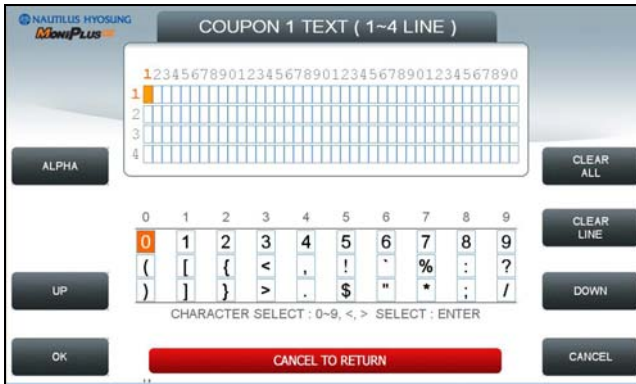 NAUTILUS HYOSUNG
MoniPlus
COUPON 1 TEXT ( 1~4 LINE )
1234567890123456789012345678901234567890
1
2
3
4
ALPHA
CLEAR ALL
0 1 2 3 4 5 6 7 8 9
CLEAR LINE
0 1 2 3 4 5 6 7 8 9
( [ { < , ! ` % : ?
) ] } > . $ " * ; /
UP
DOWN
CHARACTER SELECT : 0~9, <, > SELECT : ENTER
OK
CANCEL TO RETURN
CANCEL